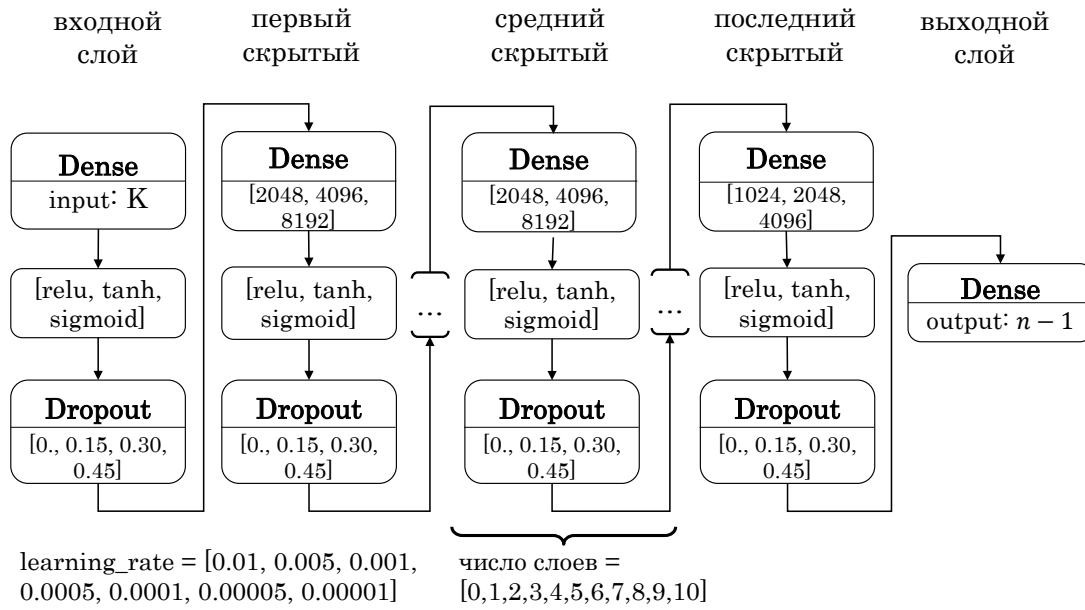 входной
слой
первый
скрытый
средний
скрытый
последний
скрытый
выходной
слой
Dense
input: K
[relu, tanh,
sigmoid]
Dropout
[0., 0.15, 0.30,
0.45]
Dense
[2048, 4096,
8192]
[relu, tanh,
sigmoid]
Dropout
[0., 0.15, 0.30,
0.45]
...
Dense
[2048, 4096,
8192]
[relu, tanh,
sigmoid]
Dropout
[0., 0.15, 0.30,
0.45]
...
Dense
[1024, 2048,
4096]
[relu, tanh,
sigmoid]
Dropout
[0., 0.15, 0.30,
0.45]
Dense
output: n − 1
learning_rate = [0.01, 0.005, 0.001,
0.0005, 0.0001, 0.00005, 0.00001]
число слоев =
[0,1,2,3,4,5,6,7,8,9,10]